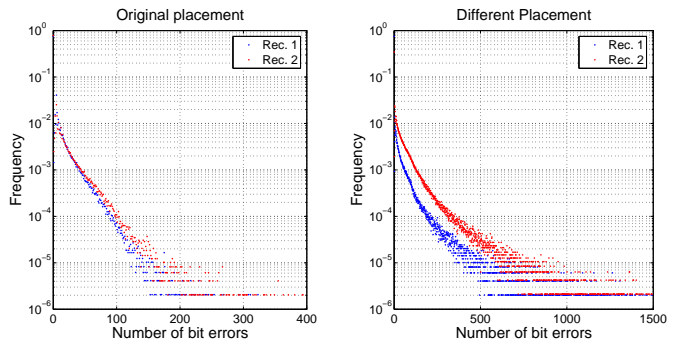 Original placement
10^0
10^-1
10^-2
10^-3
10^-4
10^-5
10^-6
Frequency
0
100
200
300
400
Number of bit errors
Rec. 1
Rec. 2
Different Placement
10^0
10^-1
10^-2
10^-3
10^-4
10^-5
10^-6
Frequency
0
500
1000
1500
Number of bit errors
Rec. 1
Rec. 2